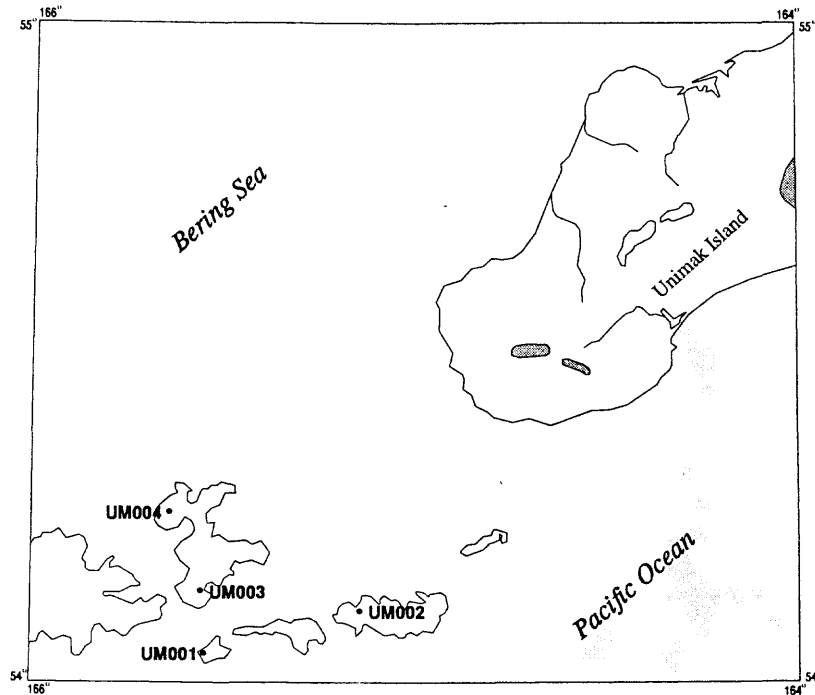 166°
164°
55°
55°
Bering Sea
Unimak Island
UM004
UM003
UM002
UM001
Pacific Ocean
54°
54°
166°
164°